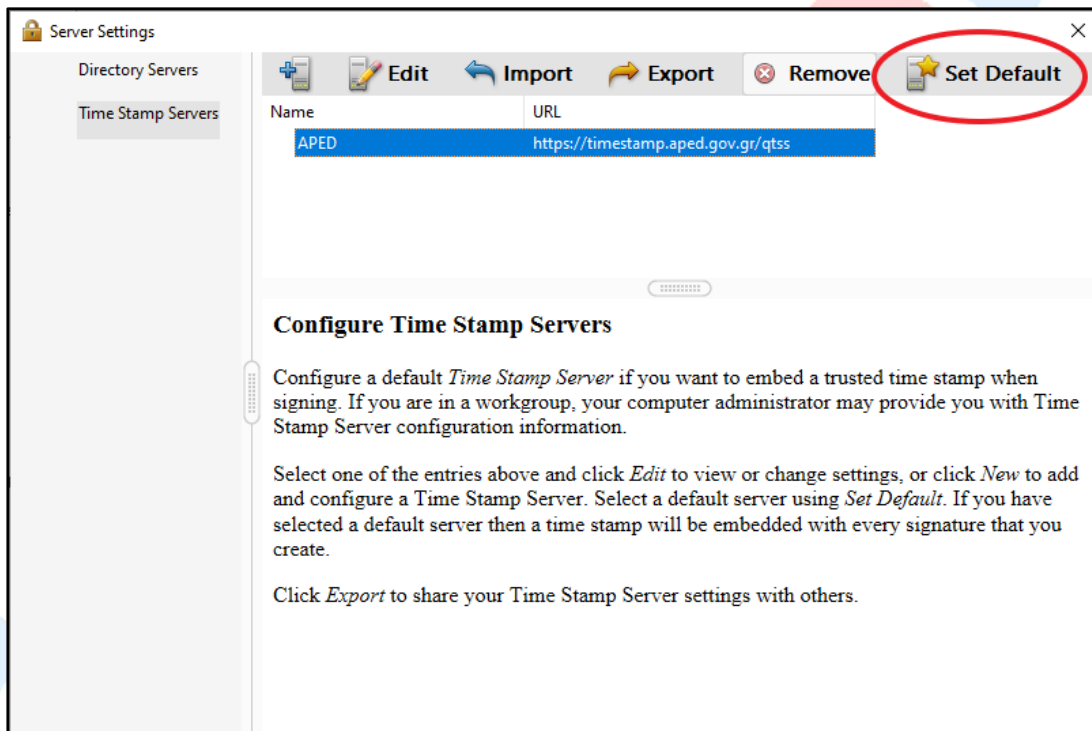 Server Settings
Directory Servers
Time Stamp Servers
Edit Import Export Remove Set Default
Name URL
APED https://timestamp.aped.gov.gr/qtss
Configure Time Stamp Servers
Configure a default Time Stamp Server if you want to embed a trusted time stamp when
signing. If you are in a workgroup, your computer administrator may provide you with Time
Stamp Server configuration information.
Select one of the entries above and click Edit to view or change settings, or click New to add
and configure a Time Stamp Server. Select a default server using Set Default. If you have
selected a default server then a time stamp will be embedded with every signature that you
create.
Click Export to share your Time Stamp Server settings with others.